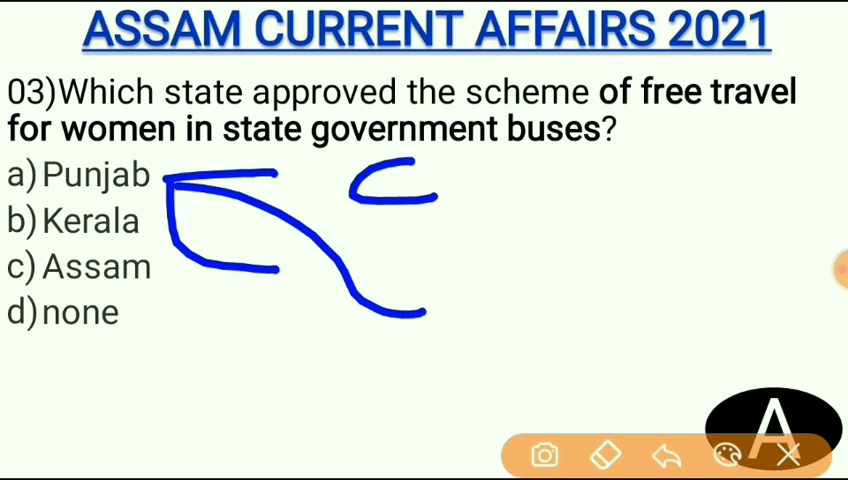 ASSAM CURRENT AFFAIRS 2021
03)Which state approved the scheme of free travel
for women in state government buses?
a)Punjab
b)Kerala
c)Assam
d)none
A